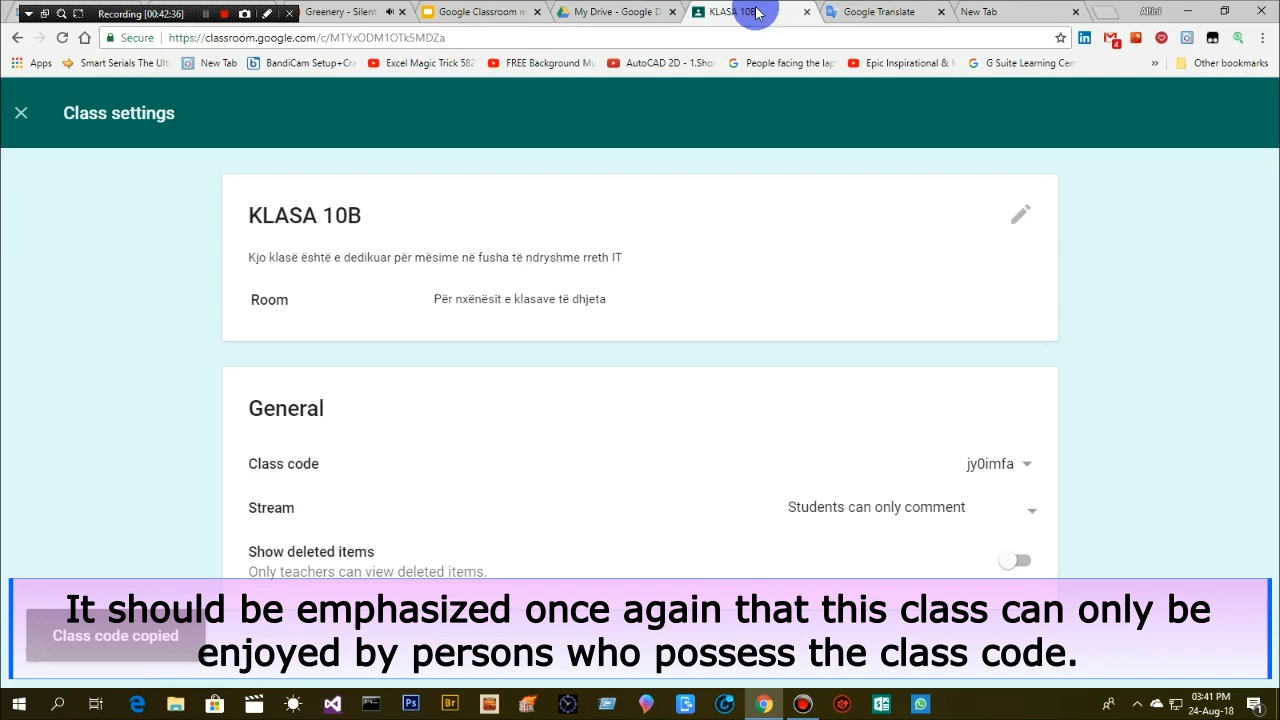 Recording [00:42:36]
Greenery - Silent
Google Classroom n
My Drive - Google D
KLASA 10B
Google Translate
New Tab
Secure
https://classroom.google.com/c/MTYxODM1OTk5MDZa
4
Apps
Smart Serials The Ult
New Tab
BandiCam Setup+Cra
Excel Magic Trick 582
FREE Background Mu
AutoCAD 2D - 1.Shor
People facing the lap
Epic Inspirational &
G Suite Learning Cen
»
Other bookmarks
Class settings
KLASA 10B
Kjo klasë është e dedikuar për mësime në fusha të ndryshme rreth IT
Room
Për nxënësit e klasave të dhjeta
General
Class code
jy0imfa
Stream
Students can only comment
Show deleted items
Only teachers can view deleted items.
Class code copied
It should be emphasized once again that this class can only be
enjoyed by persons who possess the class code.
Ps
Br
03:41 PM
24-Aug-18
1